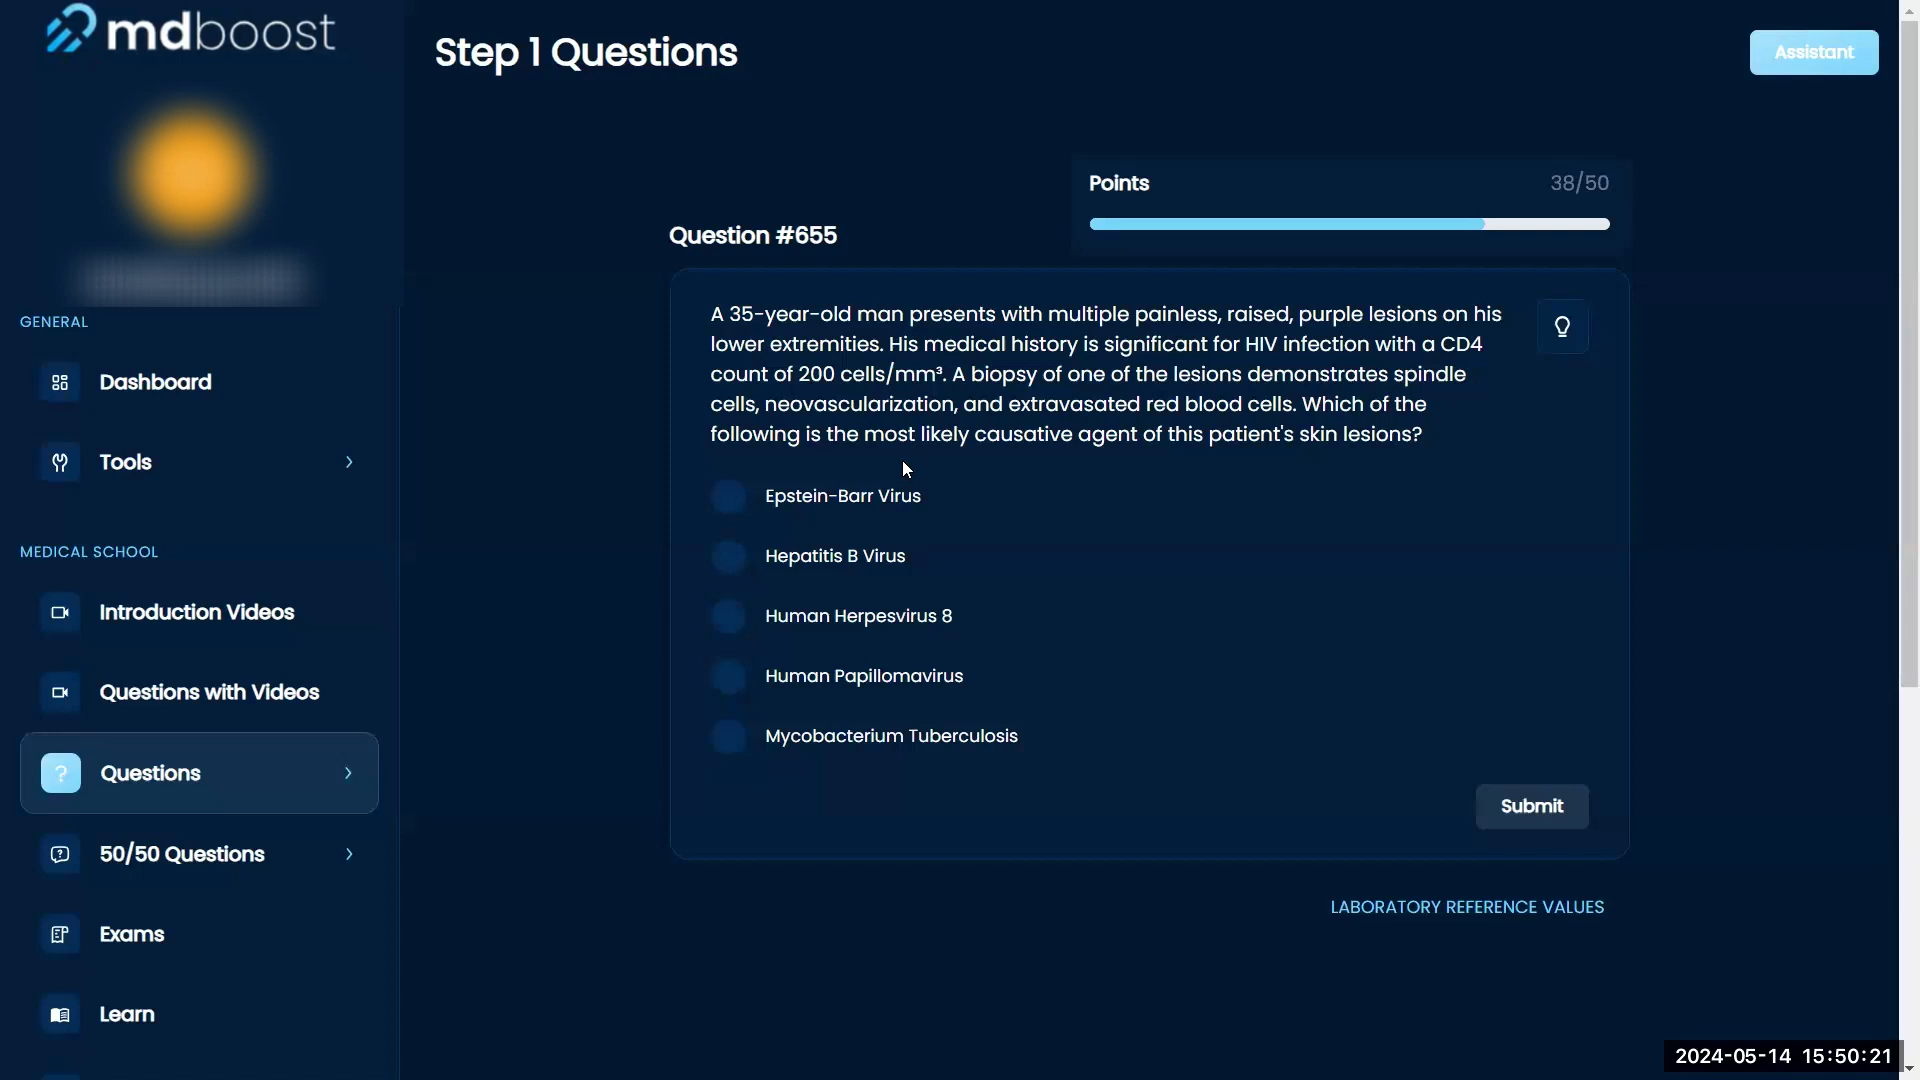 mdboost
Step 1 Questions
Assistant
Points
38/50
Question #655
A 35-year-old man presents with multiple painless, raised, purple lesions on his
lower extremities. His medical history is significant for HIV infection with a CD4
count of 200 cells/mm³. A biopsy of one of the lesions demonstrates spindle
cells, neovascularization, and extravasated red blood cells. Which of the
following is the most likely causative agent of this patient's skin lesions?
Epstein-Barr Virus
Hepatitis B Virus
Human Herpesvirus 8
Human Papillomavirus
Mycobacterium Tuberculosis
Submit
LABORATORY REFERENCE VALUES
GENERAL
Dashboard
Tools
MEDICAL SCHOOL
Introduction Videos
Questions with Videos
? Questions
50/50 Questions
Exams
Learn
2024-05-14 15:50:21